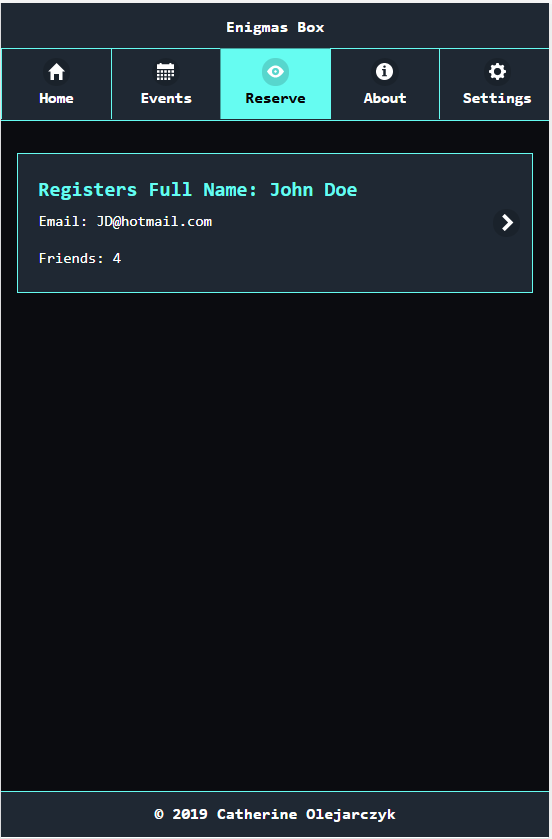 Enigmas Box
Home Events Reserve About Settings
Registers Full Name: John Doe
Email: JD@hotmail.com
Friends: 4
© 2019 Catherine Olejarczyk